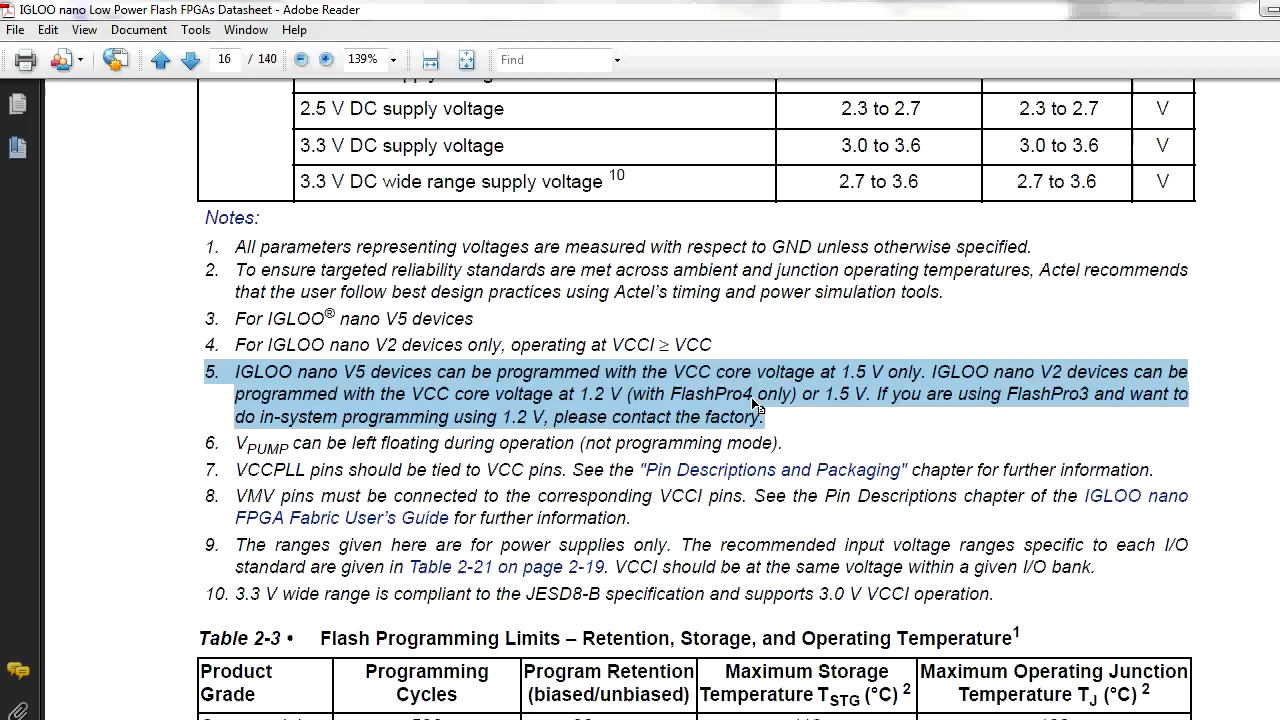 IGLOO nano Low Power Flash FPGAs Datasheet - Adobe Reader
File Edit View Document Tools Window Help
16 / 140 139% Find
2.5 V DC supply voltage 2.3 to 2.7 2.3 to 2.7 V
3.3 V DC supply voltage 3.0 to 3.6 3.0 to 3.6 V
3.3 V DC wide range supply voltage 10 2.7 to 3.6 2.7 to 3.6 V
Notes:
1. All parameters representing voltages are measured with respect to GND unless otherwise specified.
2. To ensure targeted reliability standards are met across ambient and junction operating temperatures, Actel recommends
that the user follow best design practices using Actel's timing and power simulation tools.
3. For IGLOO® nano V5 devices
4. For IGLOO nano V2 devices only, operating at VCCI ≥ VCC
5. IGLOO nano V5 devices can be programmed with the VCC core voltage at 1.5 V only. IGLOO nano V2 devices can be
programmed with the VCC core voltage at 1.2 V (with FlashPro4 only) or 1.5 V. If you are using FlashPro3 and want to
do in-system programming using 1.2 V, please contact the factory.
6. VPUMP can be left floating during operation (not programming mode).
7. VCCPLL pins should be tied to VCC pins. See the "Pin Descriptions and Packaging" chapter for further information.
8. VMV pins must be connected to the corresponding VCCI pins. See the Pin Descriptions chapter of the IGLOO nano
FPGA Fabric User's Guide for further information.
9. The ranges given here are for power supplies only. The recommended input voltage ranges specific to each I/O
standard are given in Table 2-21 on page 2-19. VCCI should be at the same voltage within a given I/O bank.
10. 3.3 V wide range is compliant to the JESD8-B specification and supports 3.0 V VCCI operation.
Table 2-3 • Flash Programming Limits – Retention, Storage, and Operating Temperature1
Product Programming Program Retention Maximum Storage Maximum Operating Junction
Grade Cycles (biased/unbiased) Temperature TSTG (°C) 2 Temperature TJ (°C) 2